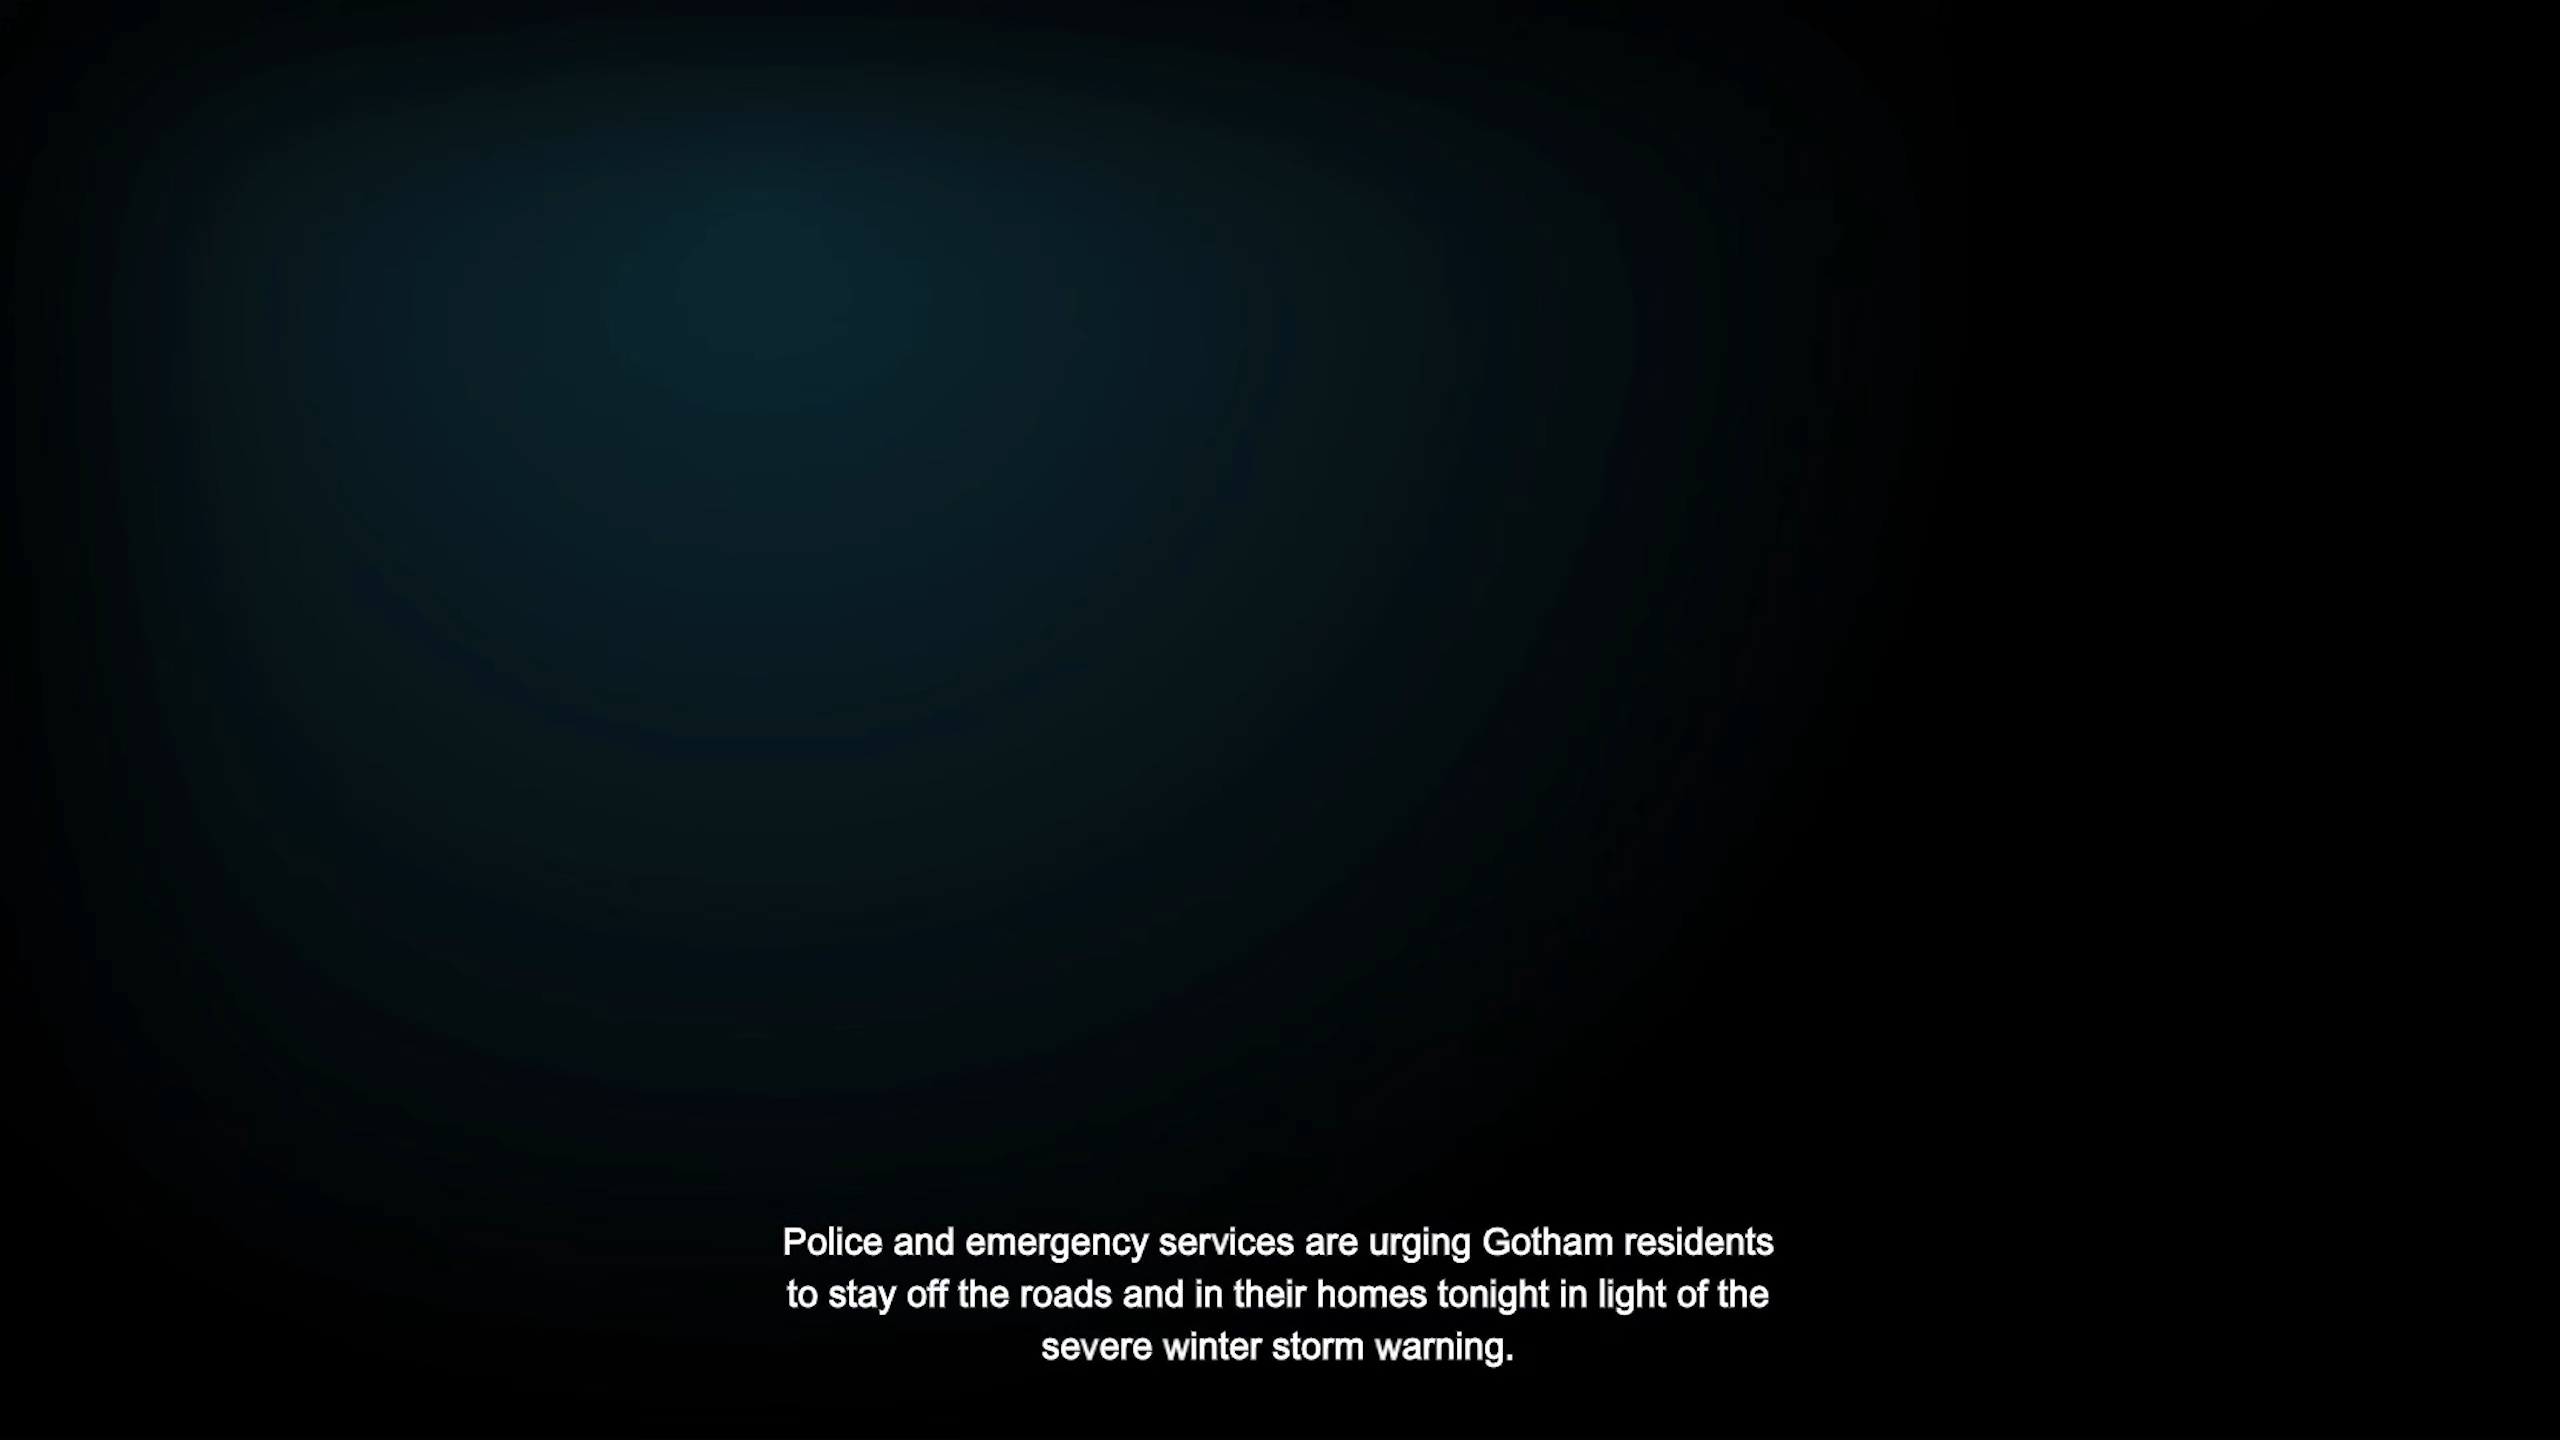 Police and emergency services are urging Gotham residents
to stay off the roads and in their homes tonight in light of the
severe winter storm warning.